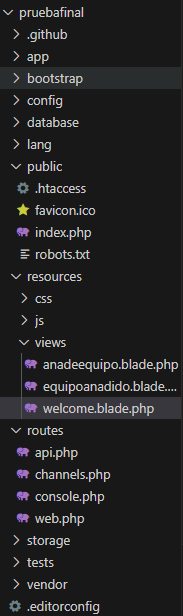 pruebafinal
.github
app
bootstrap
config
database
lang
public
.htaccess
favicon.ico
index.php
robots.txt
resources
css
js
views
anadeequipo.blade.php
equipoanadido.blade....
welcome.blade.php
routes
api.php
channels.php
console.php
web.php
storage
tests
vendor
.editorconfig